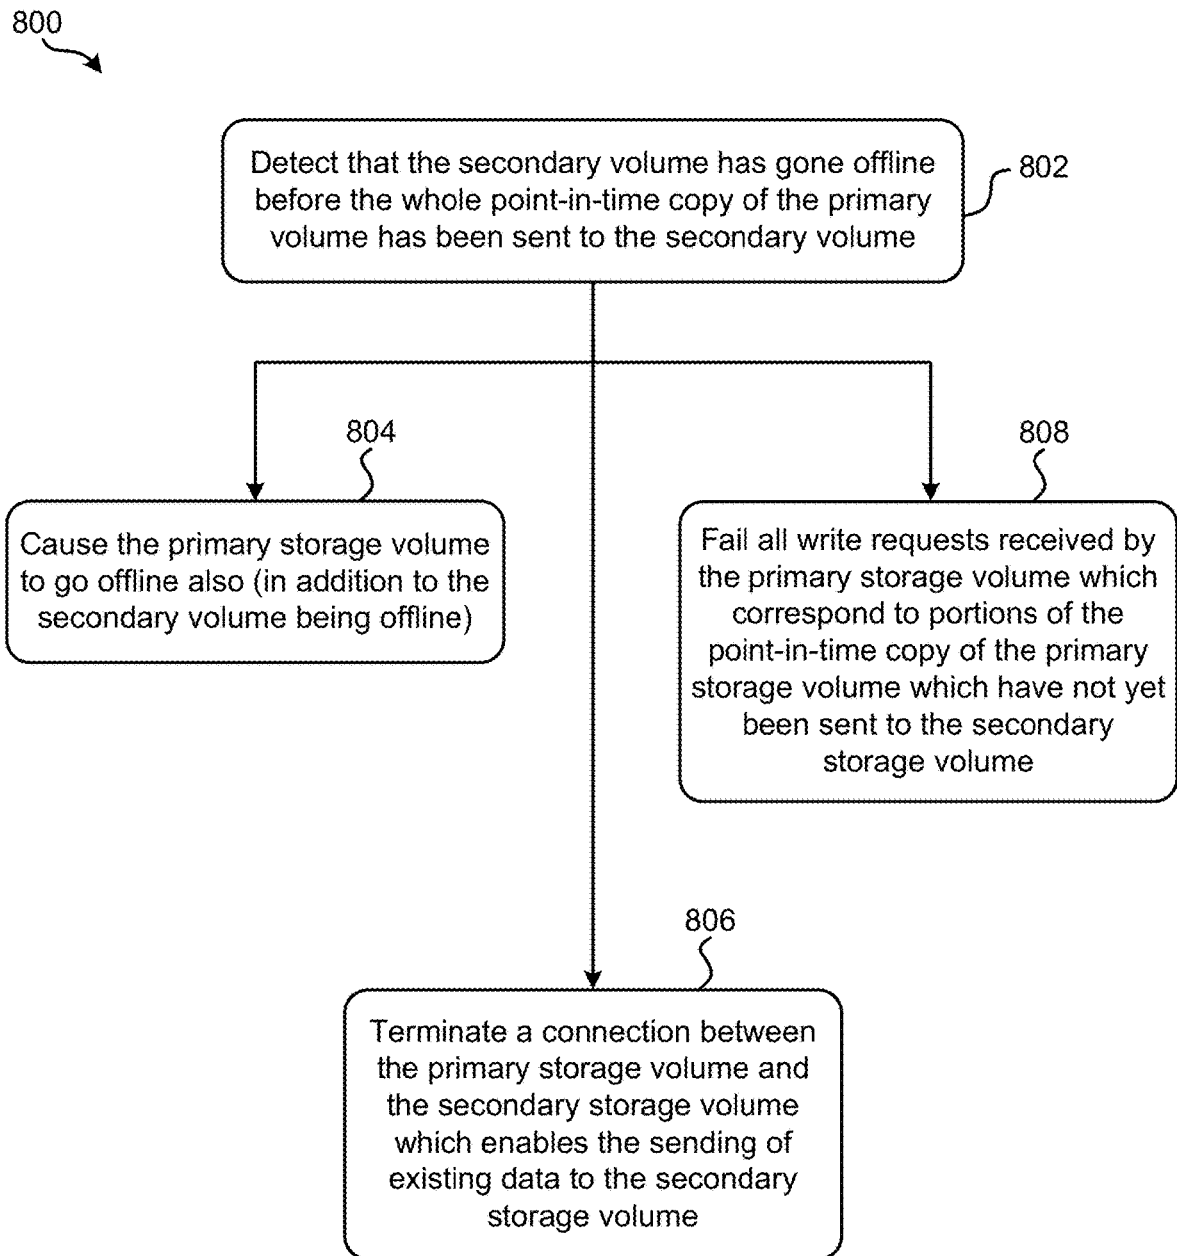 800
Detect that the secondary volume has gone offline
before the whole point-in-time copy of the primary
volume has been sent to the secondary volume
802
804
Cause the primary storage volume
to go offline also (in addition to the
secondary volume being offline)
808
Fail all write requests received by
the primary storage volume which
correspond to portions of the
point-in-time copy of the primary
storage volume which have not yet
been sent to the secondary
storage volume
806
Terminate a connection between
the primary storage volume and
the secondary storage volume
which enables the sending of
existing data to the secondary
storage volume